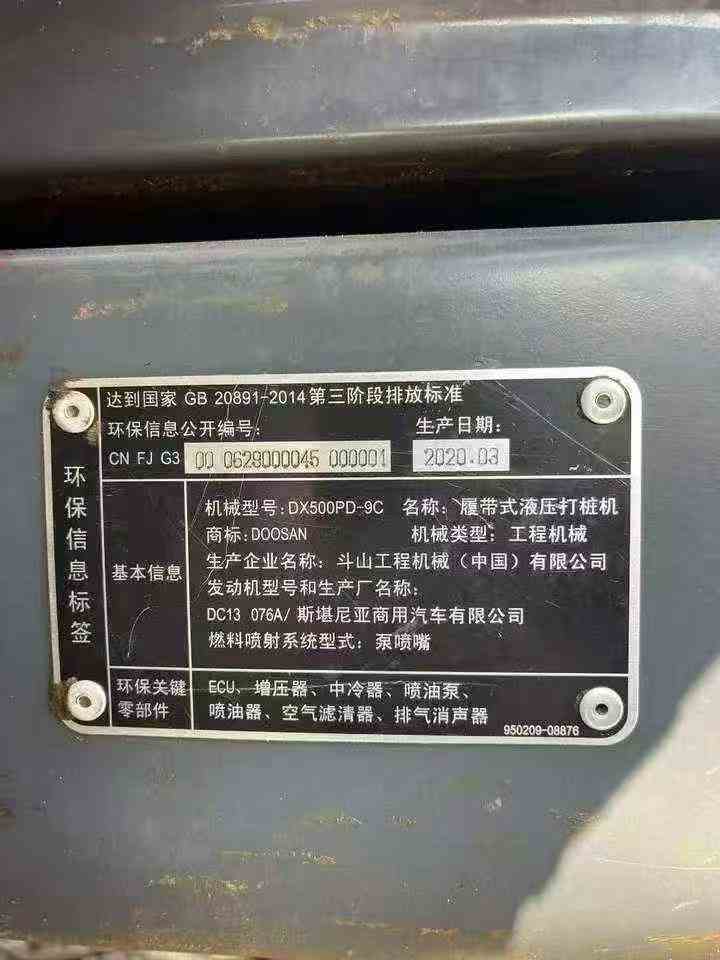 达到国家 GB 20891-2014第三阶段排放标准
环保信息公开编号: 生产日期:
CN FJ G3 00 0628000045 000001 2020.03
环保信息标签
基本信息
机械型号:DX500PD-9C 名称: 履带式液压打桩机
商标:DOOSAN 机械类型: 工程机械
生产企业名称: 斗山工程机械（中国）有限公司
发动机型号和生产厂名称:
DC13 076A/ 斯堪尼亚商用汽车有限公司
燃料喷射系统型式: 泵喷嘴
环保关键
零部件
ECU、增压器、中冷器、喷油泵、
喷油器、空气滤清器、排气消声器
950209-08876